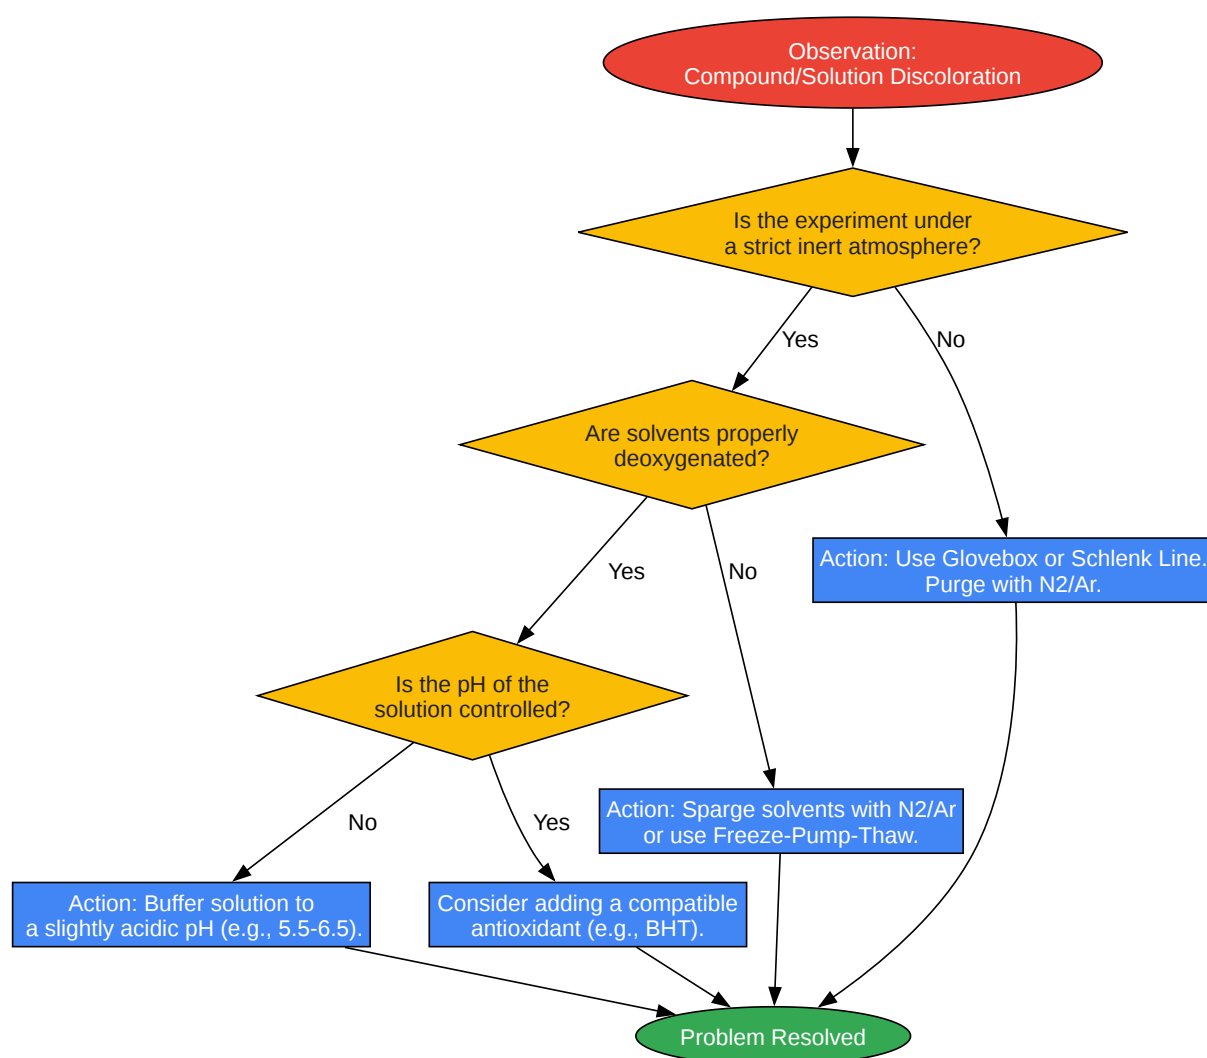 Observation:
Compound/Solution Discoloration
Is the experiment under
a strict inert atmosphere?
Yes
No
Are solvents properly
deoxygenated?
Yes
No
Action: Use Glovebox or Schlenk Line.
Purge with N2/Ar.
Is the pH of the
solution controlled?
No
Yes
Action: Sparge solvents with N2/Ar
or use Freeze-Pump-Thaw.
Action: Buffer solution to
a slightly acidic pH (e.g., 5.5-6.5).
Consider adding a compatible
antioxidant (e.g., BHT).
Problem Resolved